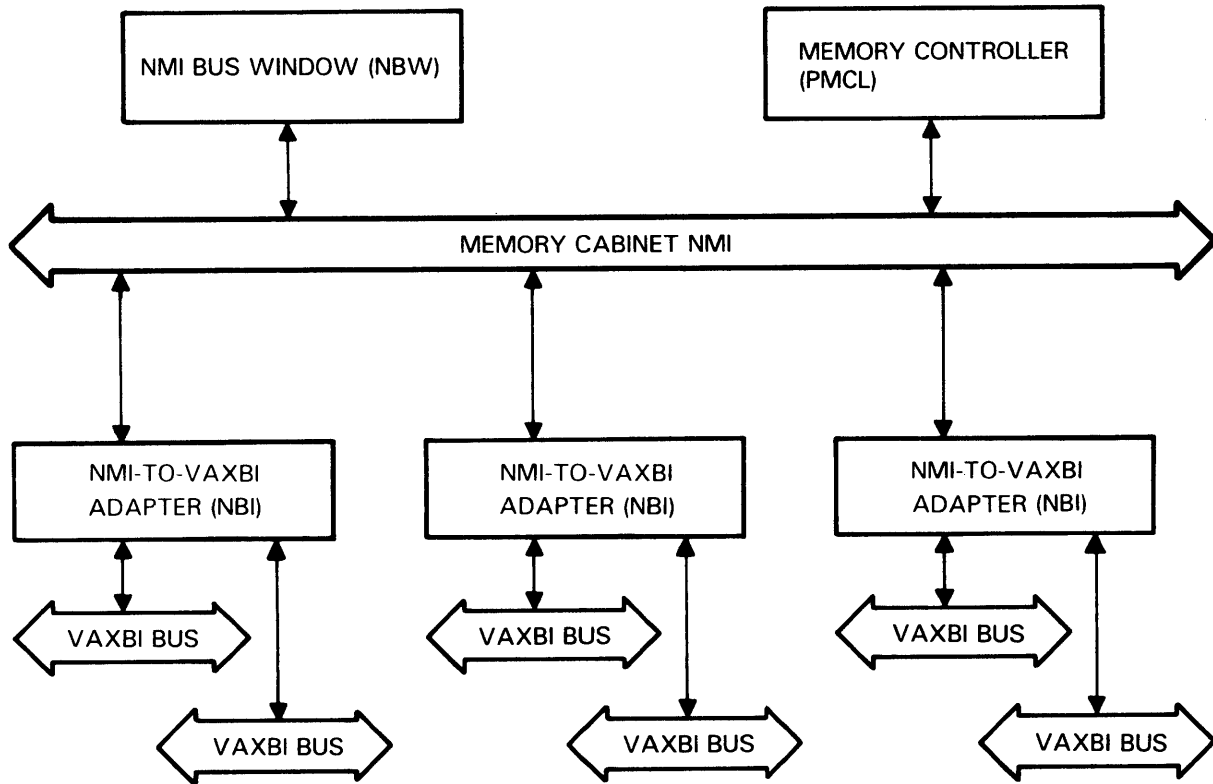 NMI BUS WINDOW (NBW)
MEMORY CONTROLLER
(PMCL)
MEMORY CABINET NMI
NMI-TO-VAXBI
ADAPTER (NBI)
NMI-TO-VAXBI
ADAPTER (NBI)
NMI-TO-VAXBI
ADAPTER (NBI)
VAXBI BUS
VAXBI BUS
VAXBI BUS
VAXBI BUS
VAXBI BUS
VAXBI BUS